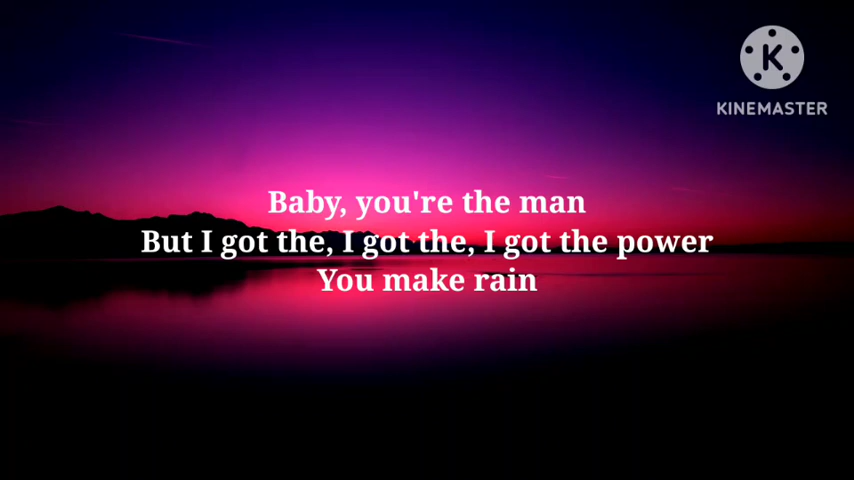 K
KINEMASTER
Baby, you're the man
But I got the, I got the, I got the power
You make rain